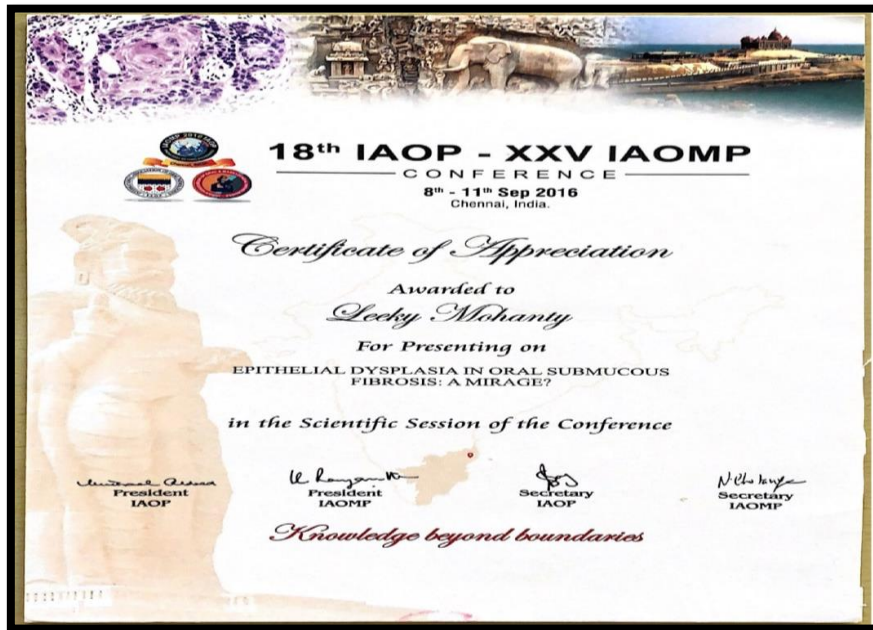 18th IAOP - XXV IAOMP
CONFERENCE
8th - 11th Sep 2016
Chennai, India.
Certificate of Appreciation
Awarded to
Leeky Mohanty
For Presenting on
EPITHELIAL DYSPLASIA IN ORAL SUBMUCOUS
FIBROSIS: A MIRAGE?
in the Scientific Session of the Conference
President
IAOP
President
IAOMP
Secretary
IAOP
Secretary
IAOMP
Knowledge beyond boundaries